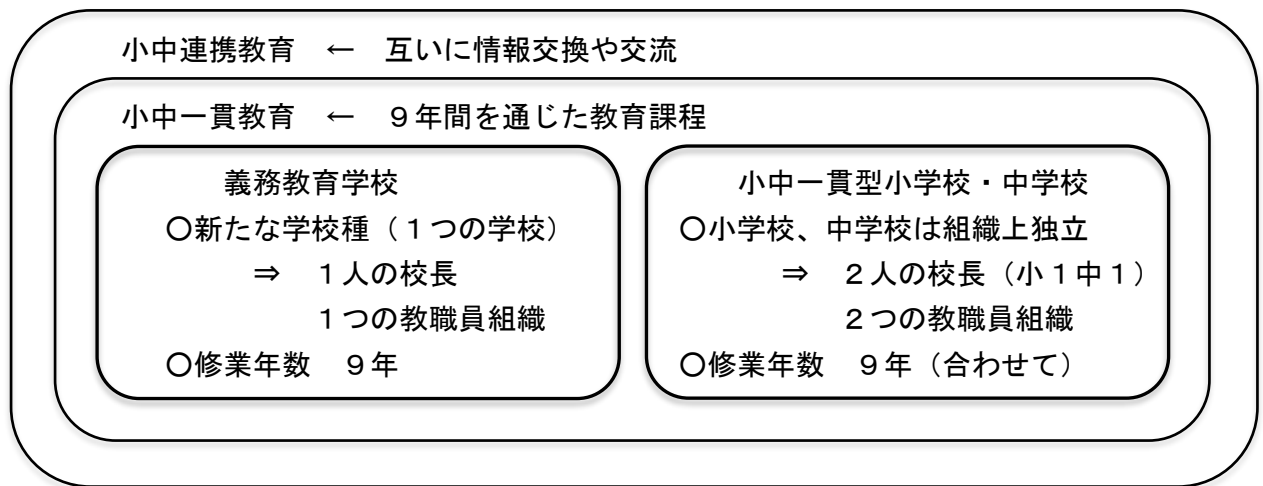 小中連携教育　←　互いに情報交換や交流
小中一貫教育　←　９年間を通じた教育課程
義務教育学校
○新たな学校種（１つの学校）
⇒　１人の校長
１つの教職員組織
○修業年数　９年
小中一貫型小学校・中学校
○小学校、中学校は組織上独立
⇒　２人の校長（小１中１）
２つの教職員組織
○修業年数　９年（合わせて）